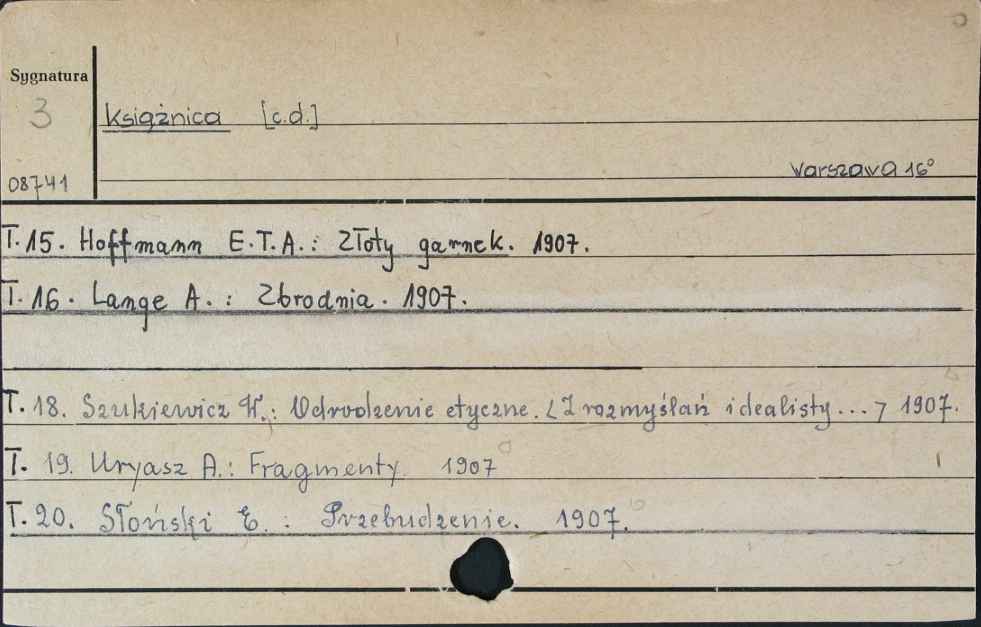 Sygnatura
3
Książnica [c.d.]
08741
Warszawa 16°
T.15. Hoffmann E.T.A.: Złoty garnek. 1907.
T.16. Lange A.: Zbrodnia. 1907.
T.18. Szukiewicz W.: Odrodzenie etyczne. <Z rozmyślań idealisty...> 1907.
T.19. Uryasz A.: Fragmenty. 1907
T.20. Słoński E.: Przebudzenie. 1907.